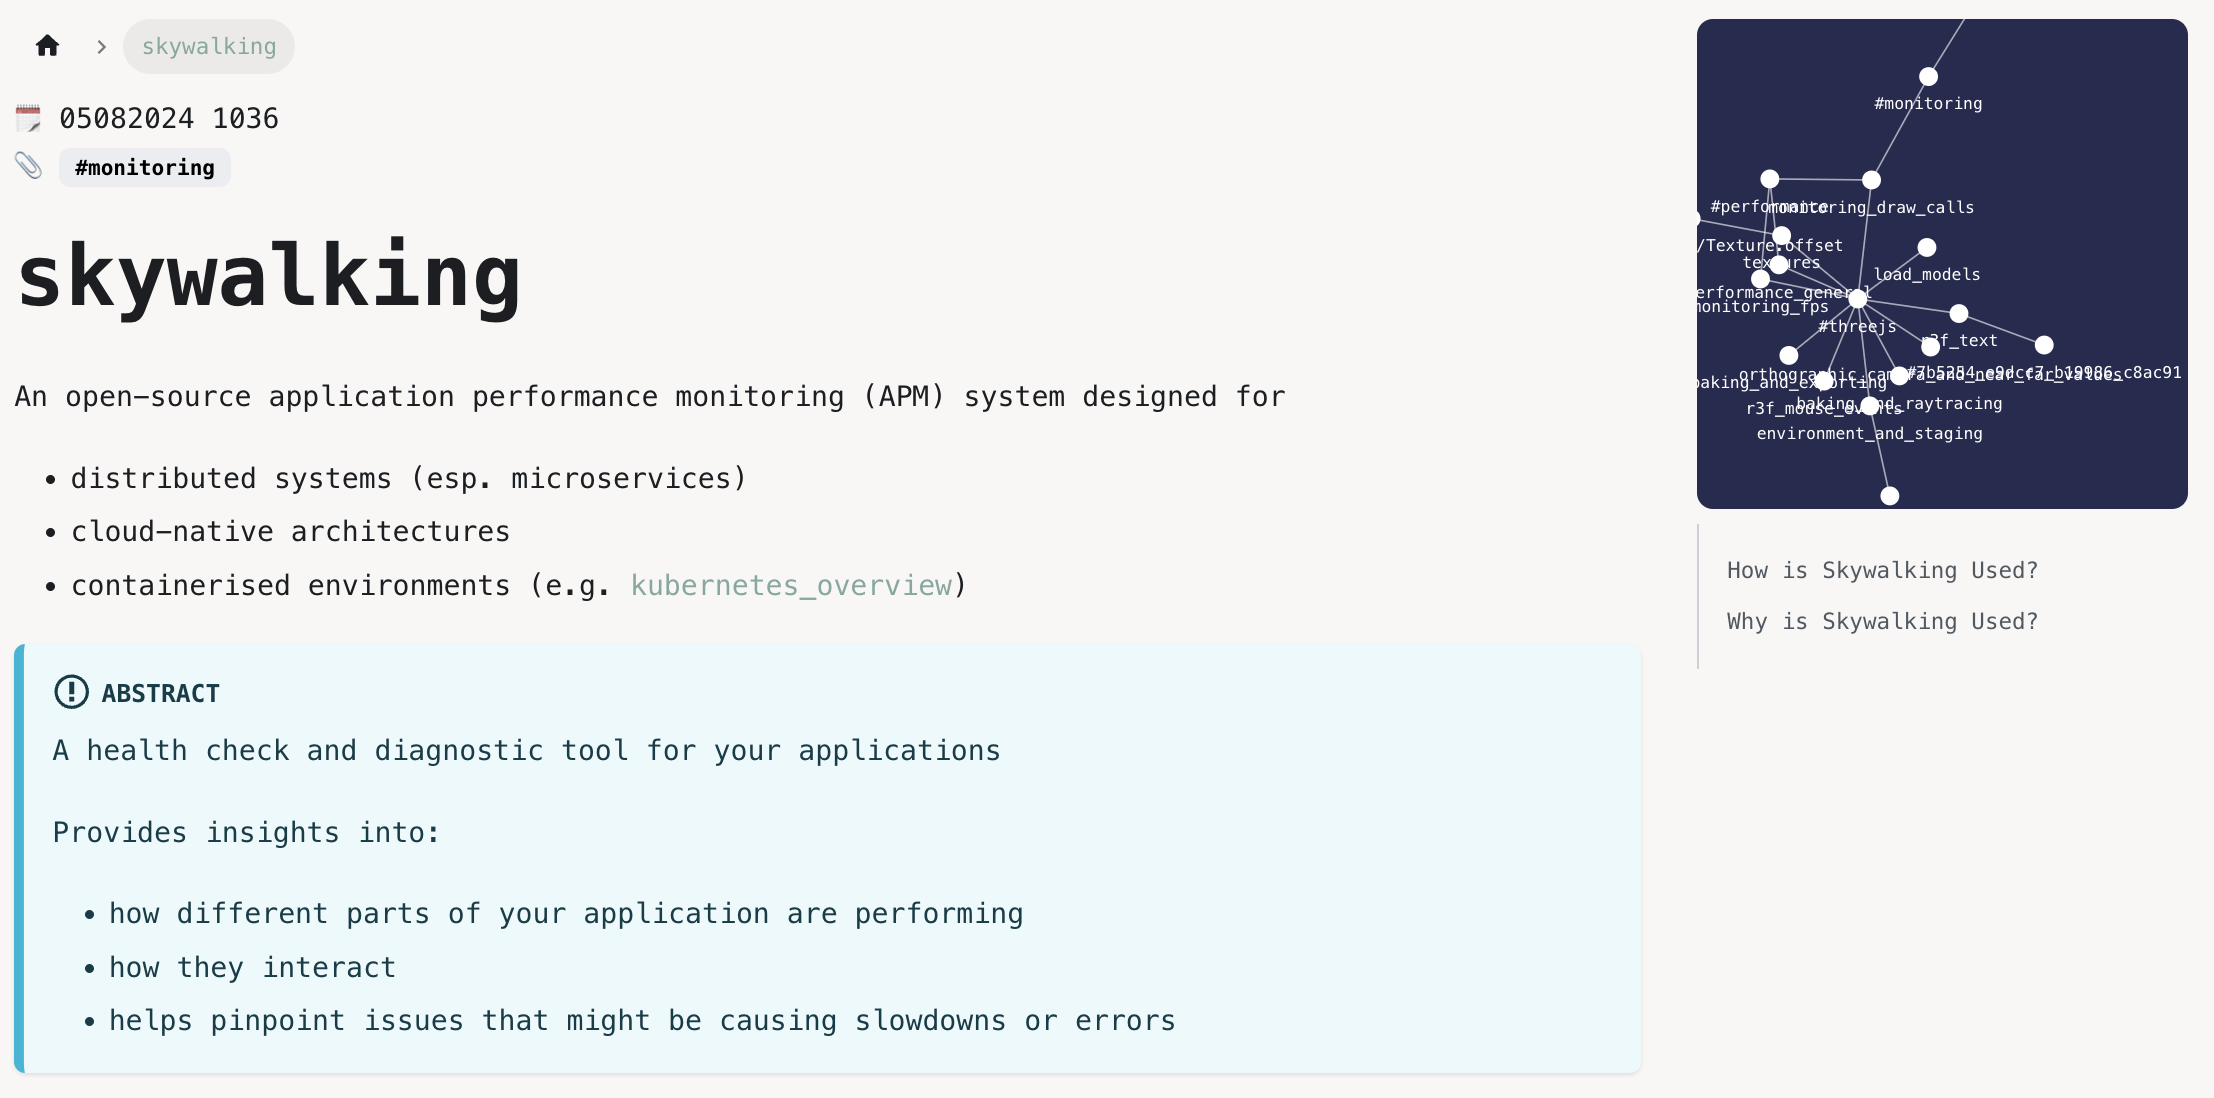 skywalking
05082024 1036
#monitoring
skywalking
An open-source application performance monitoring (APM) system designed for
• distributed systems (esp. microservices)
• cloud-native architectures
• containerised environments (e.g. kubernetes_overview)
ABSTRACT
A health check and diagnostic tool for your applications
Provides insights into:
• how different parts of your application are performing
• how they interact
• helps pinpoint issues that might be causing slowdowns or errors
#monitoring
#performance
monitoring_draw_calls
/Texture.offset
textures
load_models
performance_general
monitoring_fps
#threejs
r3f_text
orthographic_camera_and_near_far_values
baking_and_exporting
baking_and_raytracing
r3f_mouse_events
environment_and_staging
How is Skywalking Used?
Why is Skywalking Used?